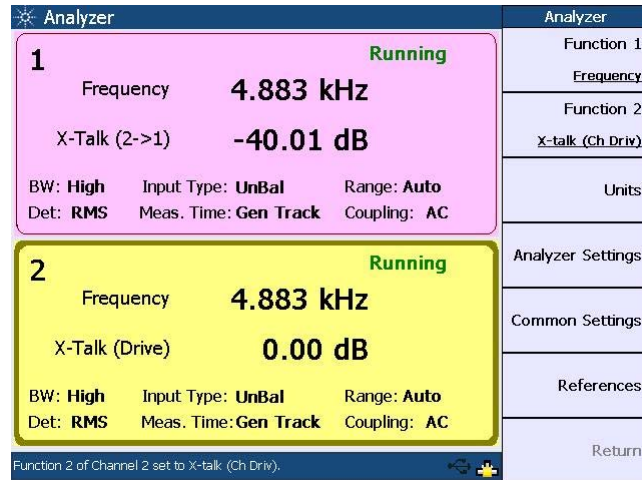 Analyzer
1
Running
Frequency 4.883 kHz
X-Talk (2->1) -40.01 dB
BW: High Input Type: UnBal Range: Auto
Det: RMS Meas. Time: Gen Track Coupling: AC
2
Running
Frequency 4.883 kHz
X-Talk (Drive) 0.00 dB
BW: High Input Type: UnBal Range: Auto
Det: RMS Meas. Time: Gen Track Coupling: AC
Function 2 of Channel 2 set to X-talk (Ch Driv).
Analyzer
Function 1
Frequency
Function 2
X-talk (Ch Driv)
Units
Analyzer Settings
Common Settings
References
Return